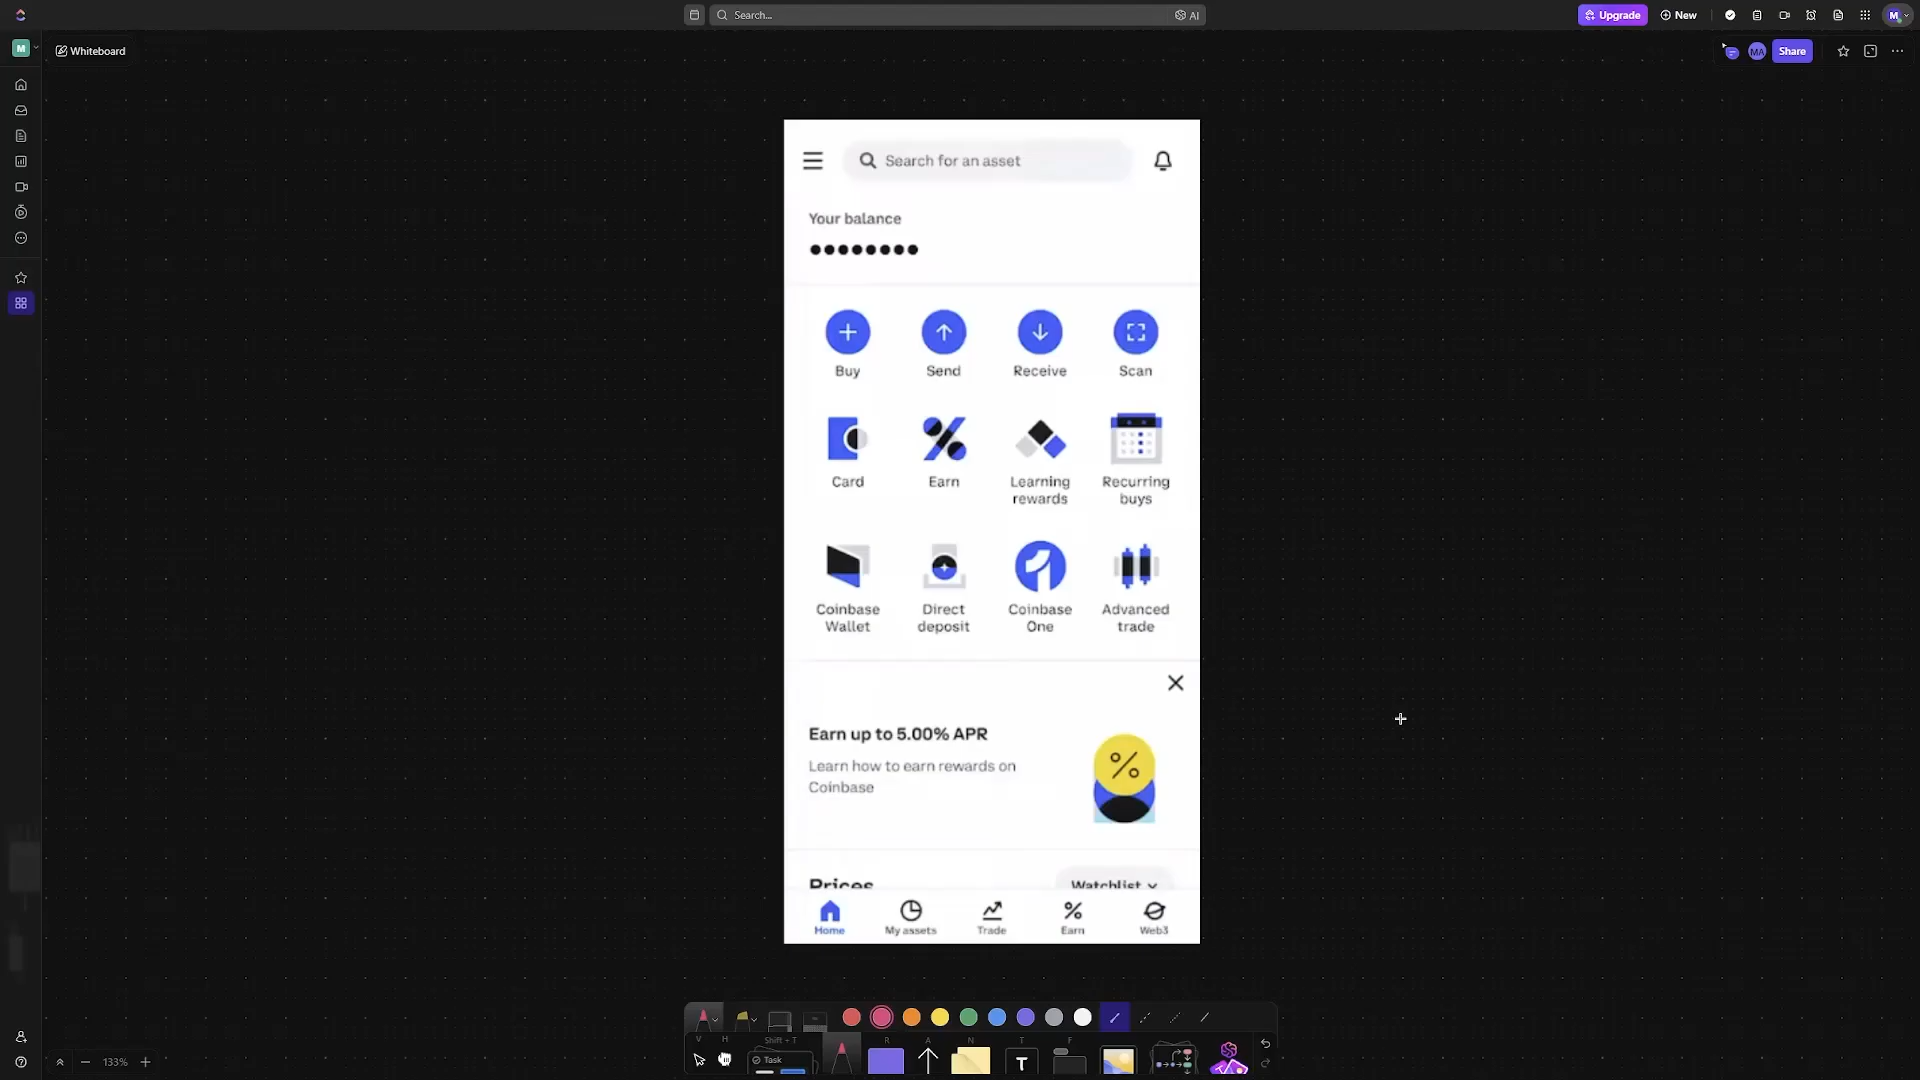 Search...
AI
Upgrade
New
M
M
Whiteboard
MA
Share
Search for an asset
Your balance
Buy
Send
Receive
Scan
Card
Earn
Learning
rewards
Recurring
buys
Coinbase
Wallet
Direct
deposit
Coinbase
One
Advanced
trade
Earn up to 5.00% APR
Learn how to earn rewards on
Coinbase
Prices
Watchlist
Home
My assets
Trade
Earn
Web3
V
H
Shift + T
R
A
N
T
F
Task
T
133%